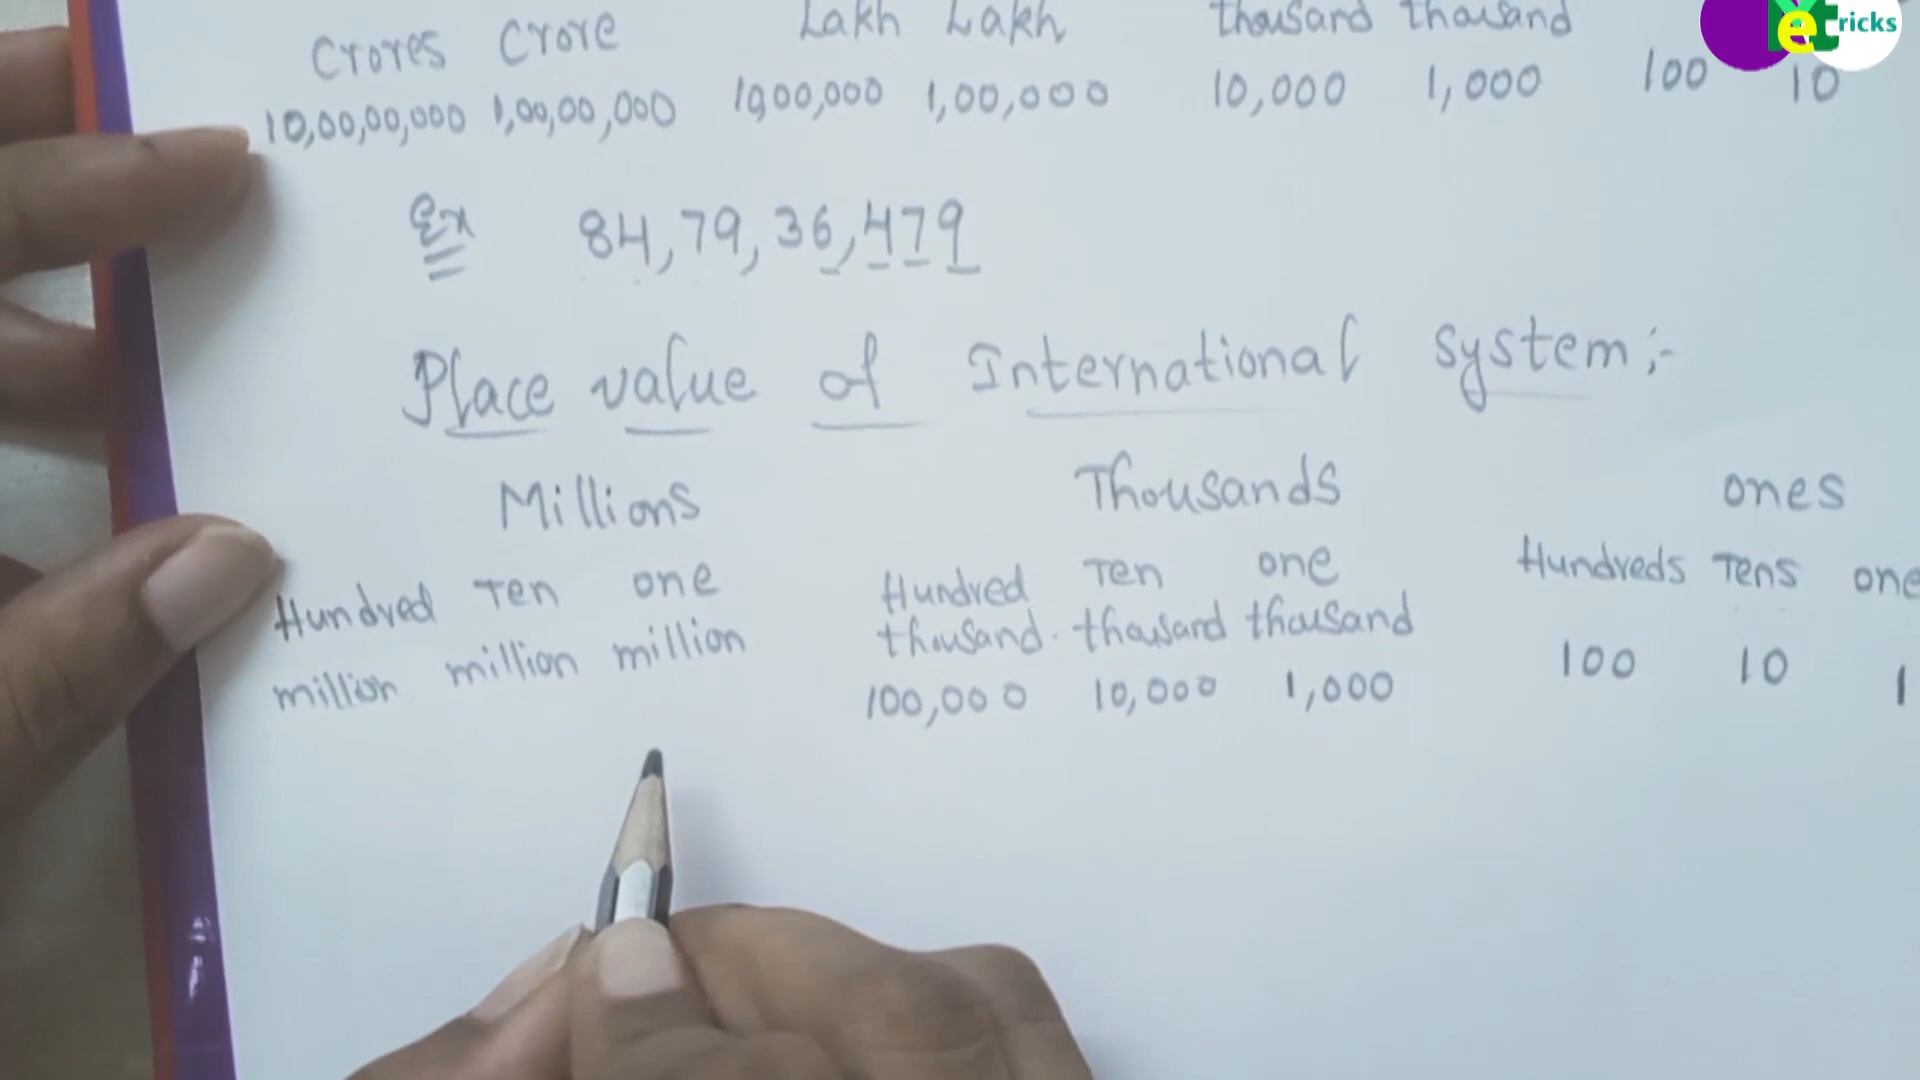 Crores Crore Lakh Lakh thousand thousand
10,00,00,000 1,00,00,000 10,00,000 1,00,000 10,000 1,000 100 10
Ex 84,79,36,479
Place value of International system :-
Millions Thousands ones
Hundred Ten one Hundred Ten one Hundreds Tens one
million million million thousand thousand thousand
100,000 10,000 1,000 100 10 1
Yetricks